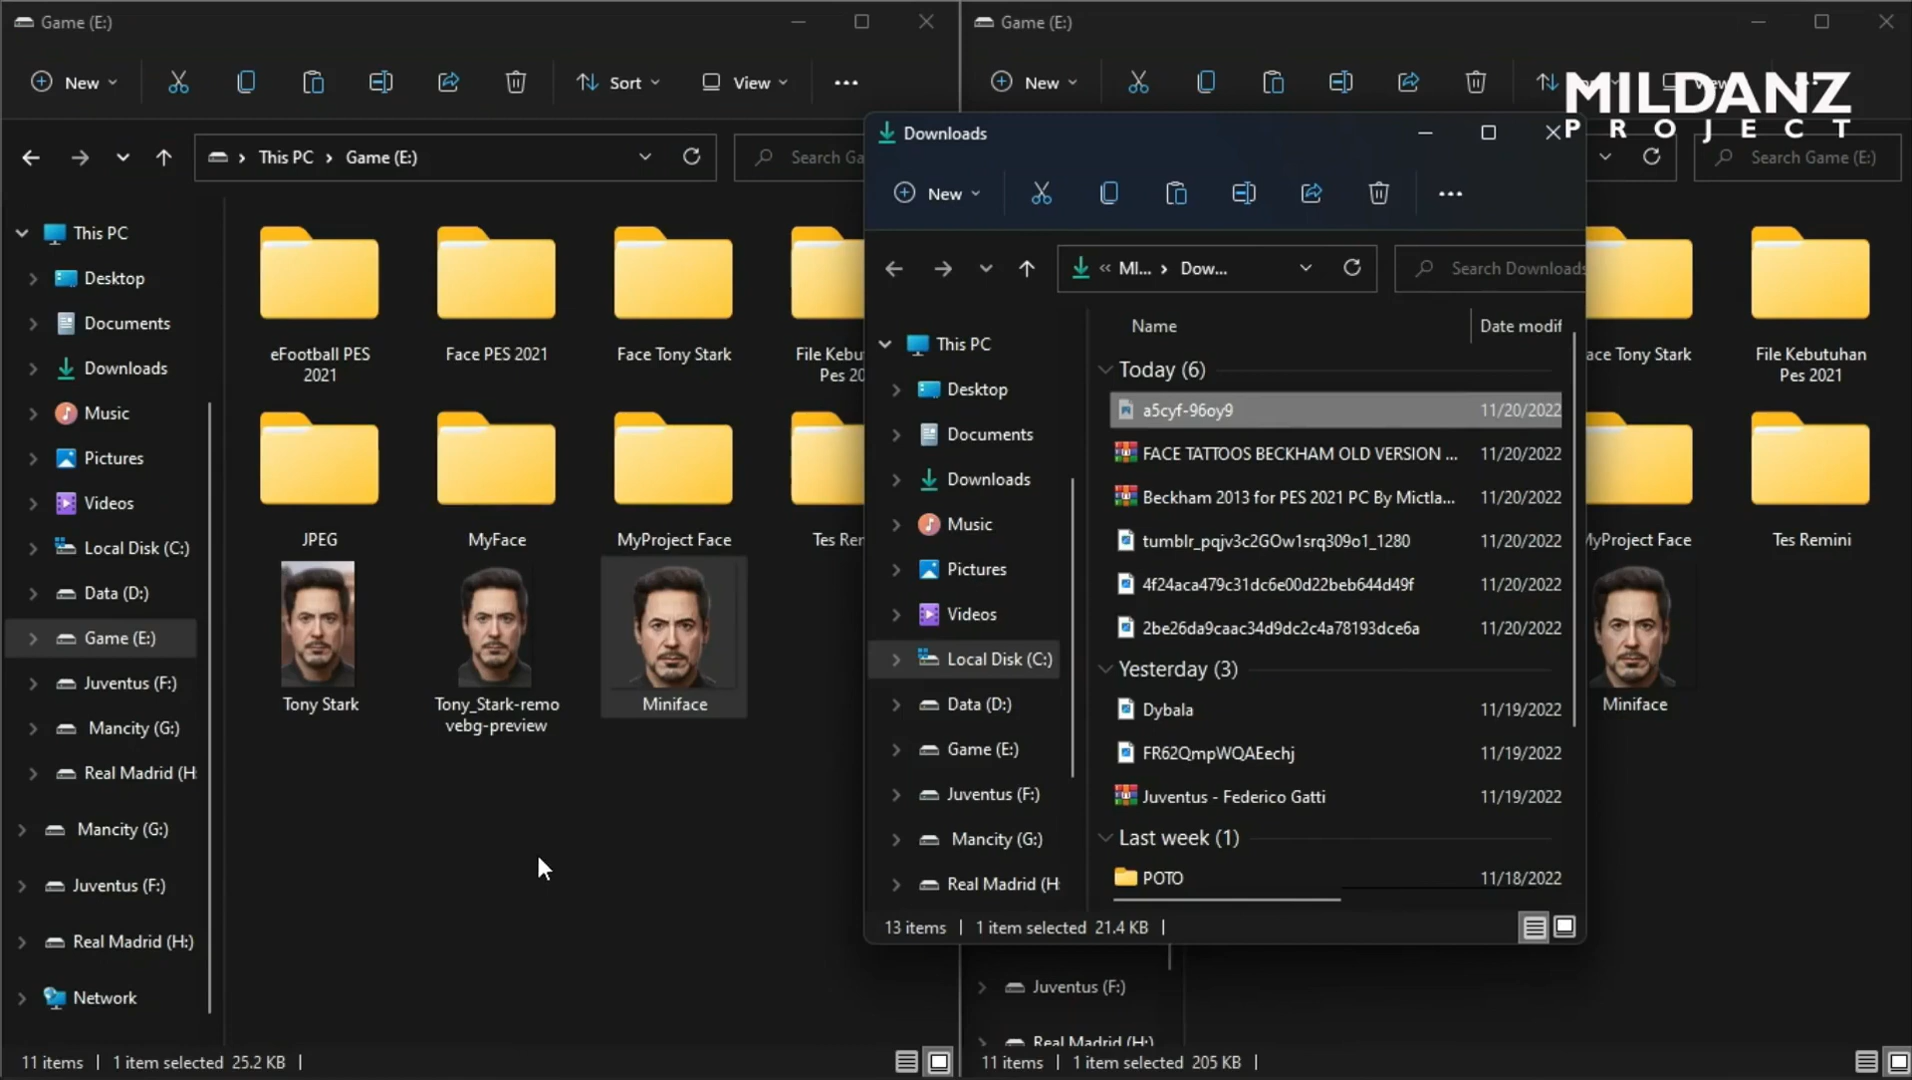 Game (E:)
New
Sort
View
This PC
Game (E:)
Search Ga
This PC
Desktop
Documents
Downloads
Music
Pictures
Videos
Local Disk (C:)
Data (D:)
Game (E:)
Juventus (F:)
Mancity (G:)
Real Madrid (H:
Mancity (G:)
Juventus (F:)
Real Madrid (H:)
Network
eFootball PES
2021
Face PES 2021
Face Tony Stark
File Kebu
Pes 20
JPEG
MyFace
MyProject Face
Tes Rer
Tony Stark
Tony_Stark-remo
vebg-preview
Miniface
11 items
1 item selected 25.2 KB
Game (E:)
New
MILDANZ
PROJECT
Search Game (E:)
Downloads
New
MI...
Dow...
Search Downloads
This PC
Desktop
Documents
Downloads
Music
Pictures
Videos
Local Disk (C:)
Data (D:)
Game (E:)
Juventus (F:)
Mancity (G:)
Real Madrid (H:
Name
Date modif
Today (6)
a5cyf-96oy9 11/20/2022
FACE TATTOOS BECKHAM OLD VERSION ... 11/20/2022
Beckham 2013 for PES 2021 PC By Mictla... 11/20/2022
tumblr_pqjv3c2GOw1srq309o1_1280 11/20/2022
4f24aca479c31dc6e00d22beb644d49f 11/20/2022
2be26da9caac34d9dc2c4a78193dce6a 11/20/2022
Yesterday (3)
Dybala 11/19/2022
FR62QmpWQAEechj 11/19/2022
Juventus - Federico Gatti 11/19/2022
Last week (1)
POTO 11/18/2022
13 items
1 item selected 21.4 KB
ace Tony Stark
File Kebutuhan
Pes 2021
MyProject Face
Tes Remini
Miniface
Juventus (F:)
Real Madrid (H:)
11 items
1 item selected 205 KB